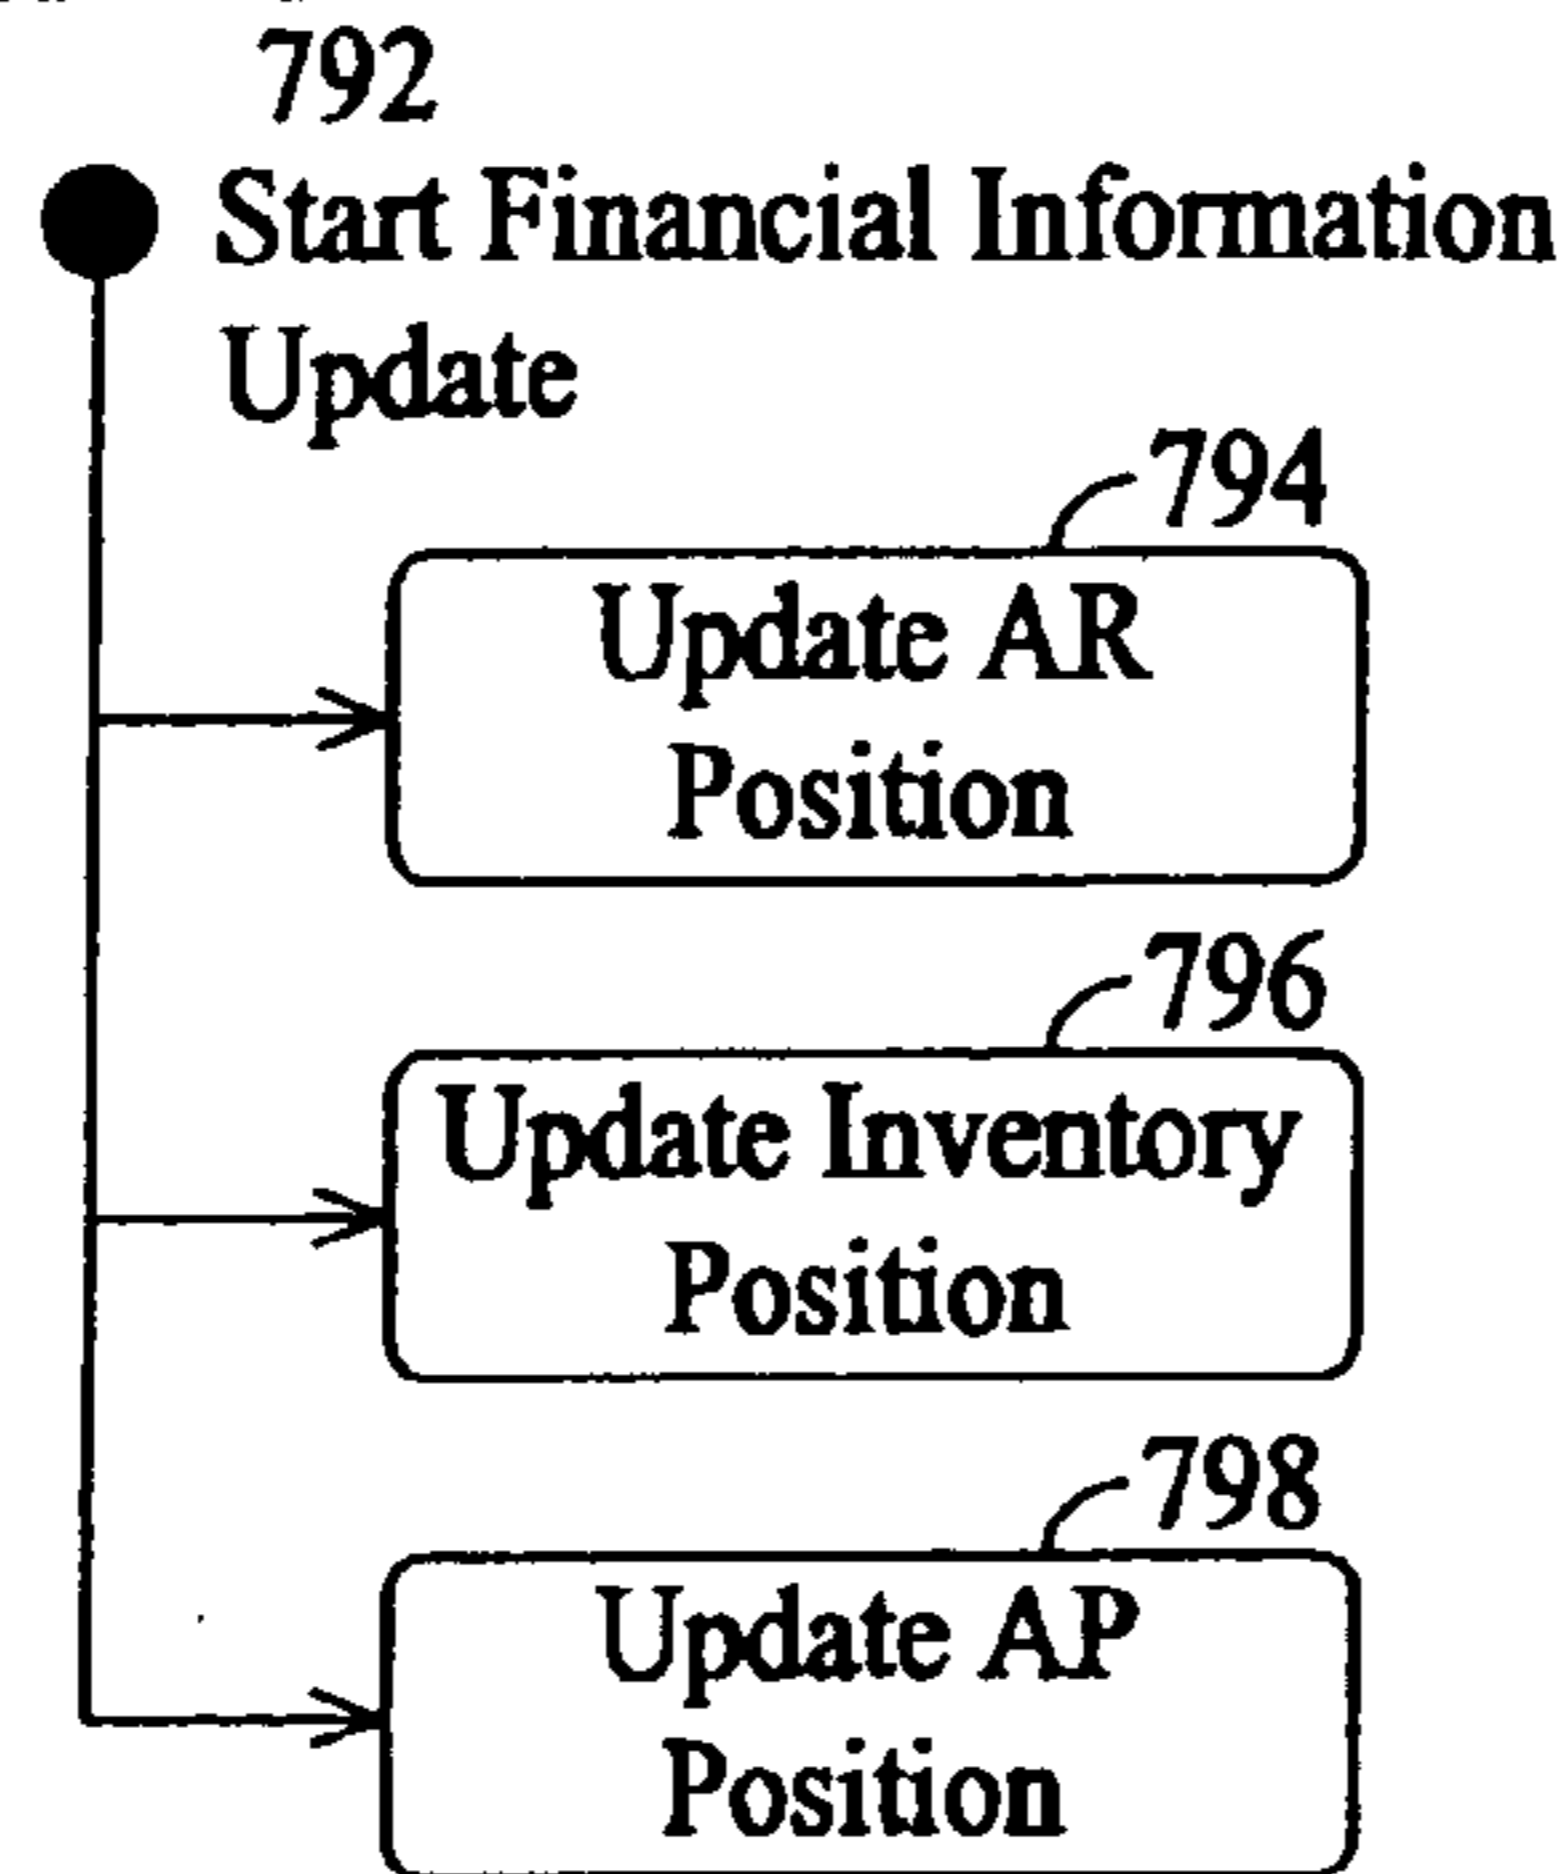 792
Start Financial Information
Update
794
Update AR
Position
796
Update Inventory
Position
798
Update AP
Position